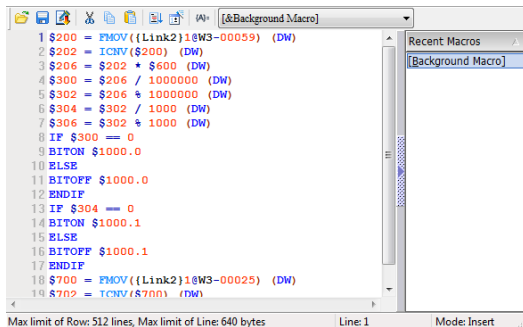 [&Background Macro]
1 $200 = FMOV({Link2}1@W3-00059) (DW)
2 $202 = ICNV($200) (DW)
3 $206 = $202 * $600 (DW)
4 $300 = $206 / 1000000 (DW)
5 $302 = $206 % 1000000 (DW)
6 $304 = $302 / 1000 (DW)
7 $306 = $302 % 1000 (DW)
8 IF $300 == 0
9 BITON $1000.0
10 ELSE
11 BITOFF $1000.0
12 ENDIF
13 IF $304 == 0
14 BITON $1000.1
15 ELSE
16 BITOFF $1000.1
17 ENDIF
18 $700 = FMOV({Link2}1@W3-00025) (DW)
19 $702 = ICNV($700) (DW)
Recent Macros
[Background Macro]
Max limit of Row: 512 lines, Max limit of Line: 640 bytes
Line: 1
Mode: Insert